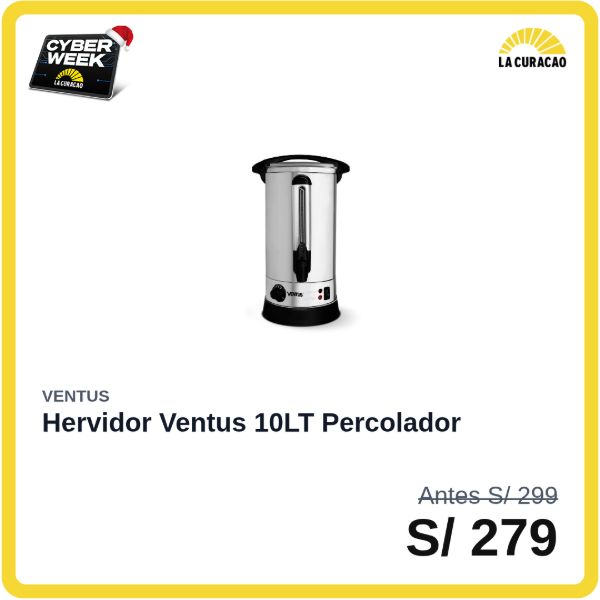 CYBER
WEEK
LA CURACAO
LA CURACAO
VENTUS
VENTUS
Hervidor Ventus 10LT Percolador
Antes S/ 299
S/ 279